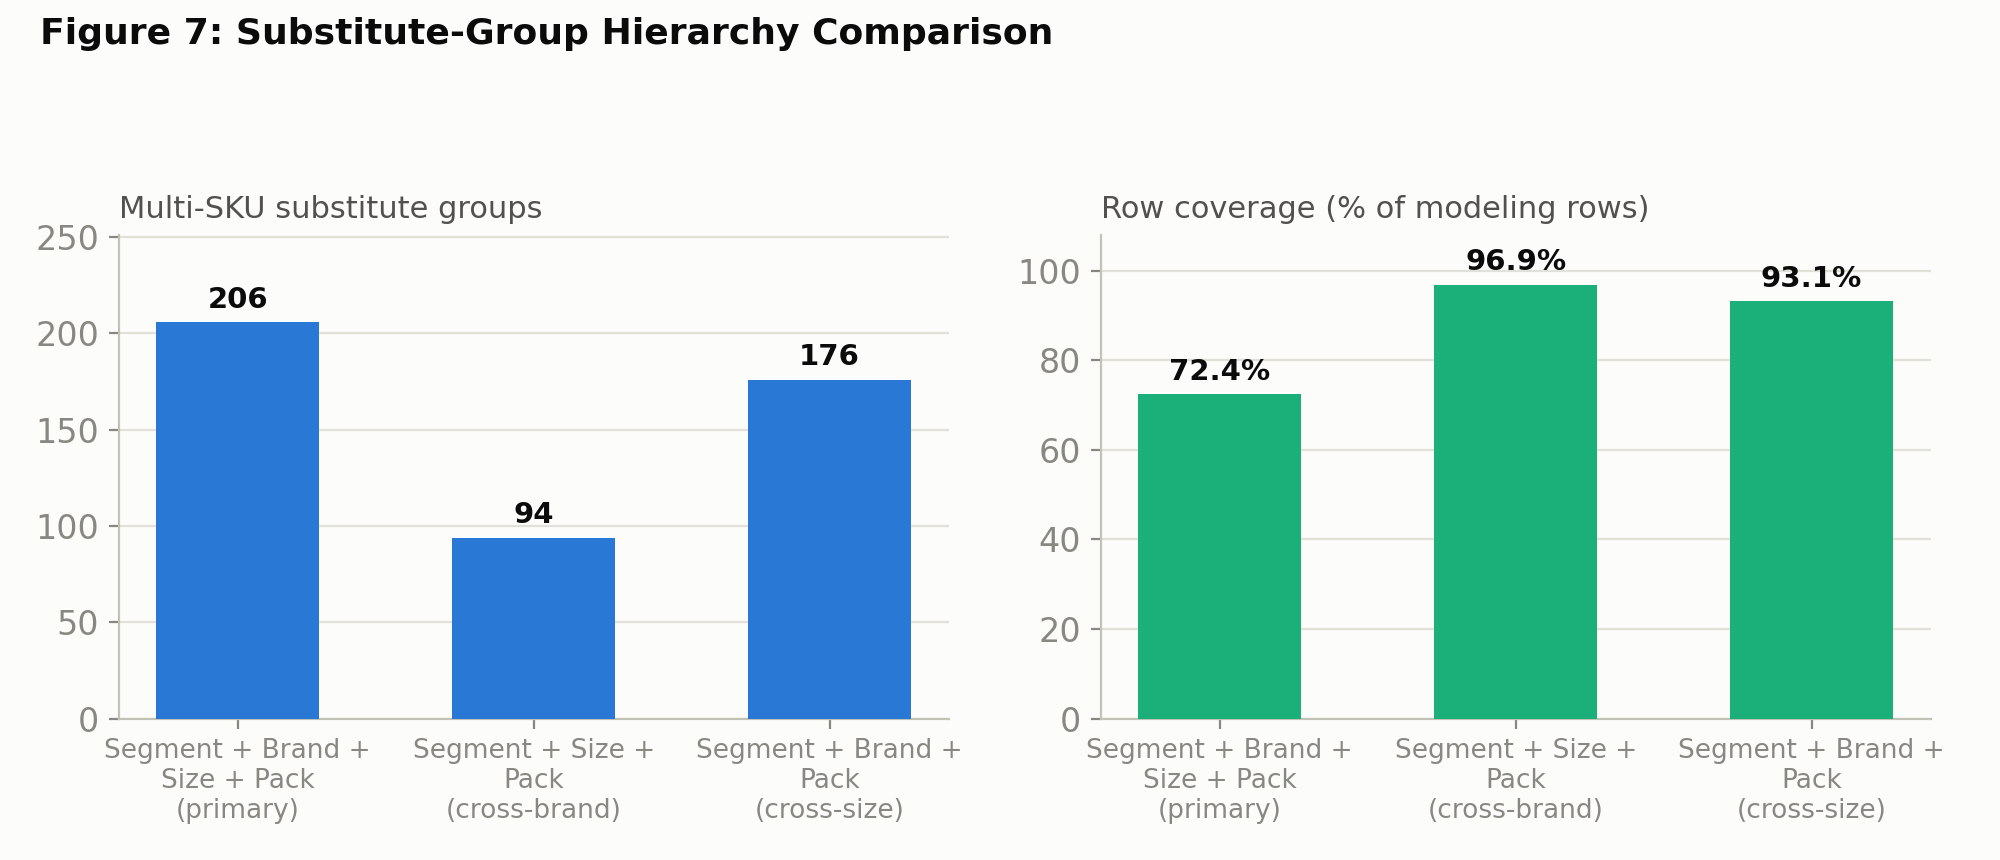 Figure 7: Substitute-Group Hierarchy Comparison
Multi-SKU substitute groups
250
200
150
100
50
0
206
94
176
Segment + Brand +
Size + Pack
(primary)
Segment + Size +
Pack
(cross-brand)
Segment + Brand +
Pack
(cross-size)
Row coverage (% of modeling rows)
100
80
60
40
20
0
72.4%
96.9%
93.1%
Segment + Brand +
Size + Pack
(primary)
Segment + Size +
Pack
(cross-brand)
Segment + Brand +
Pack
(cross-size)